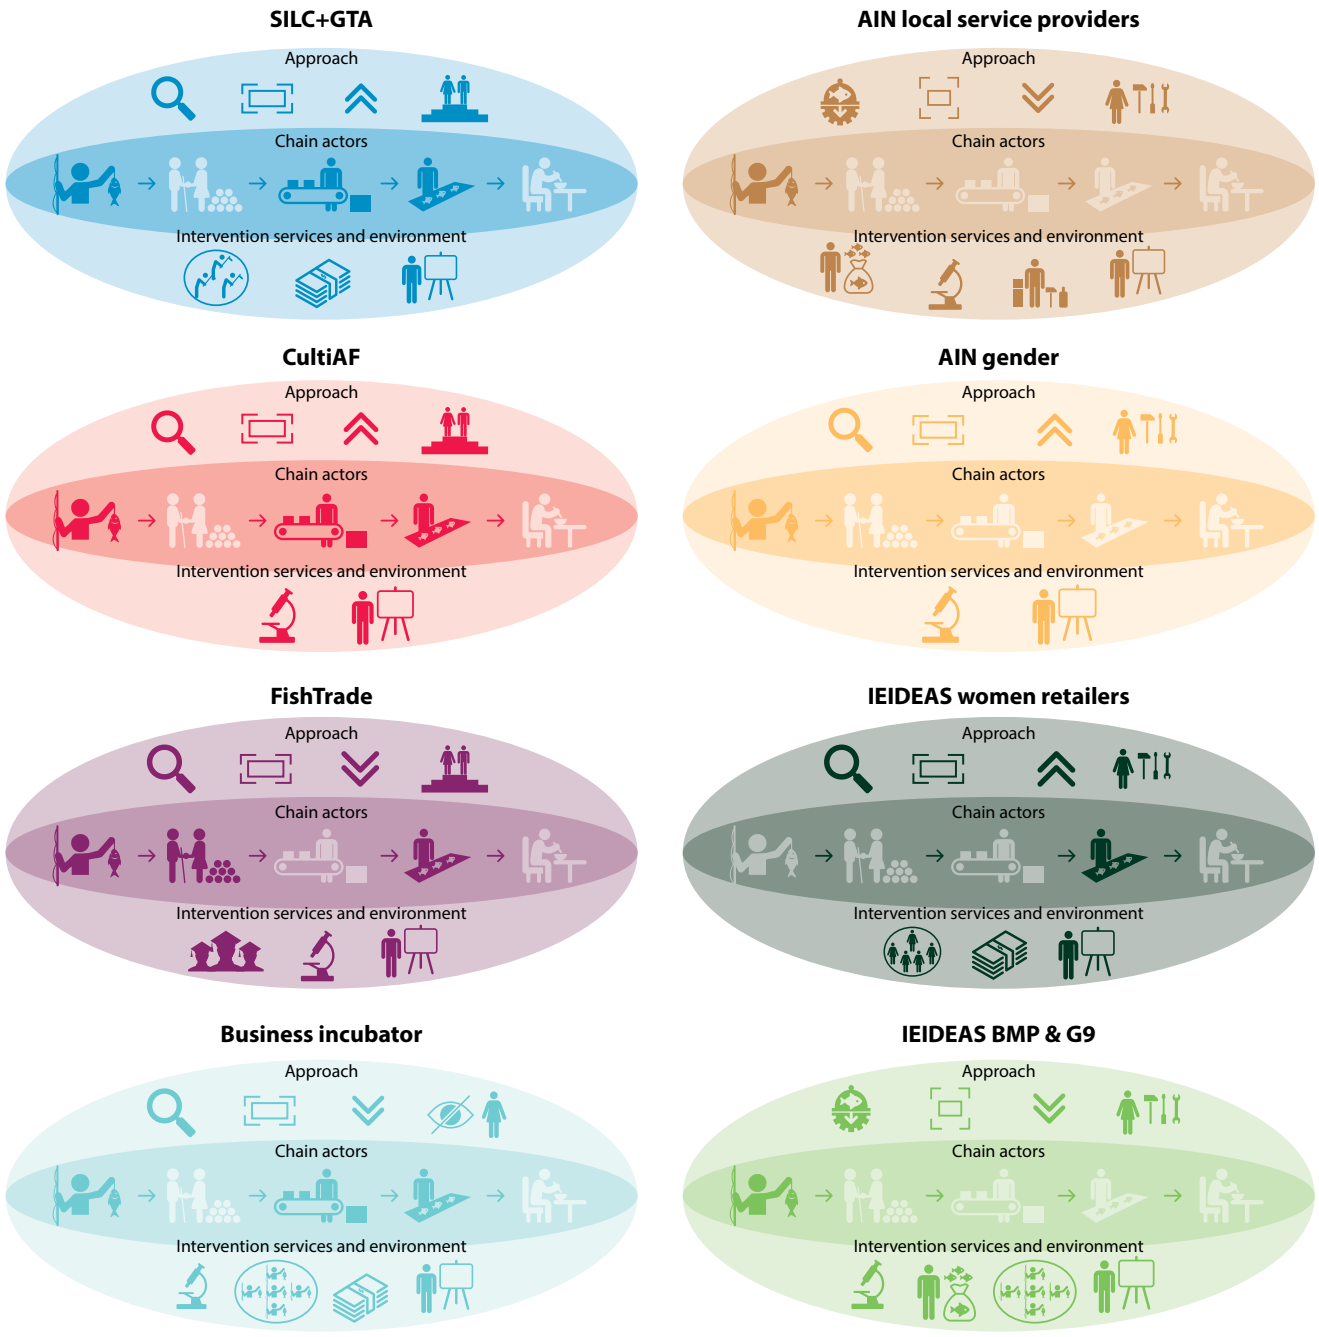 SILC+GTA
Approach
Chain actors
Intervention services and environment
AIN local service providers
Approach
Chain actors
Intervention services and environment
CultiAF
Approach
Chain actors
Intervention services and environment
AIN gender
Approach
Chain actors
Intervention services and environment
FishTrade
Approach
Chain actors
Intervention services and environment
IEIDEAS women retailers
Approach
Chain actors
Intervention services and environment
Business incubator
Approach
Chain actors
Intervention services and environment
IEIDEAS BMP & G9
Approach
Chain actors
Intervention services and environment